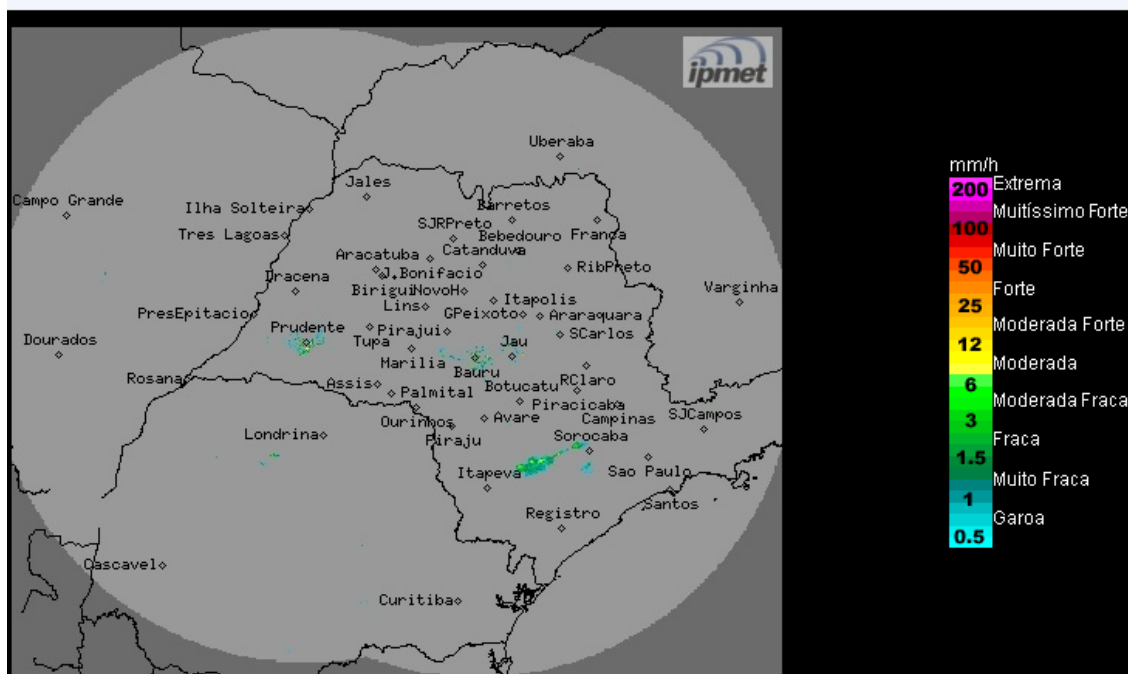 ipmet
Uberaba
Jales
Campo Grande
Ilha Solteira
Barretos
SJRPreto
Tres Lagoas
Bebedouro
Franca
Aracatuba
Catanduva
J.Bonifacio
RibPreto
Dracena
Birigui
NovoH
Varginha
Lins
Itapolis
PresEpitacio
GPeixoto
Araraquara
Prudente
Pirajui
SCarlos
Dourados
Tupa
Jau
Marilia
Bauru
Rosana
Assis
Botucatu
RClaro
Palmital
Piracicaba
SJCampos
Ourinhos
Avare
Campinas
Londrina
Piraju
Sorocaba
Itapeva
Sao Paulo
Santos
Registro
Cascavel
Curitiba
mm/h
200 Extrema
Muitíssimo Forte
100
Muito Forte
50
Forte
25
Moderada Forte
12
Moderada
6
Moderada Fraca
3
Fraca
1.5
Muito Fraca
1
Garoa
0.5